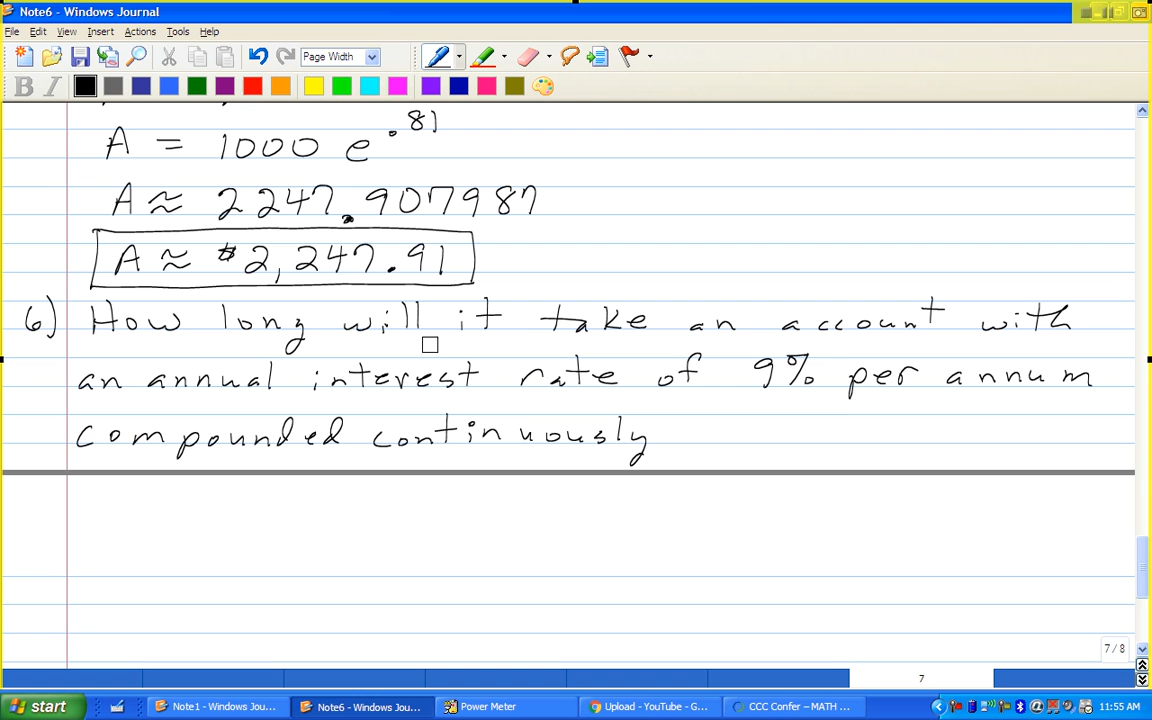 Note6 - Windows Journal
File Edit View Insert Actions Tools Help
Page Width
B I
A = 1000 e^.81
A ≈ 2247.907987
A ≈ $2,247.91
6) How long will it take an account with
an annual interest rate of 9% per annum
compounded continuously
7 / 8
7
start Note1 - Windows Jou... Note6 - Windows Jou... Power Meter Upload - YouTube - G... CCC Confer -- MATH ... 11:55 AM